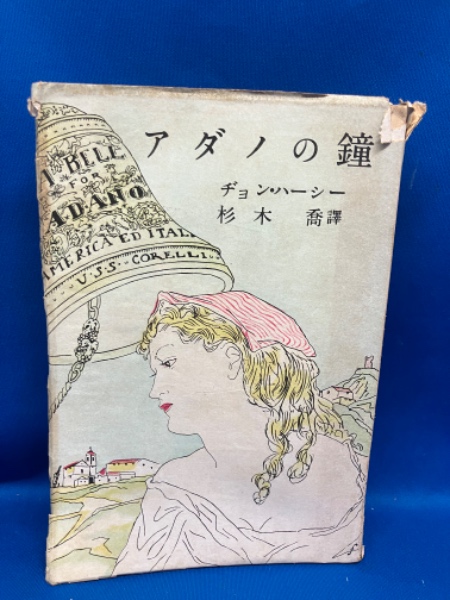 アダノの鐘
ヂョン・ハーシー
杉木 喬譯
A BELL
FOR
ADANO
AMERICA ED ITALI
U·S·S·CORELLI